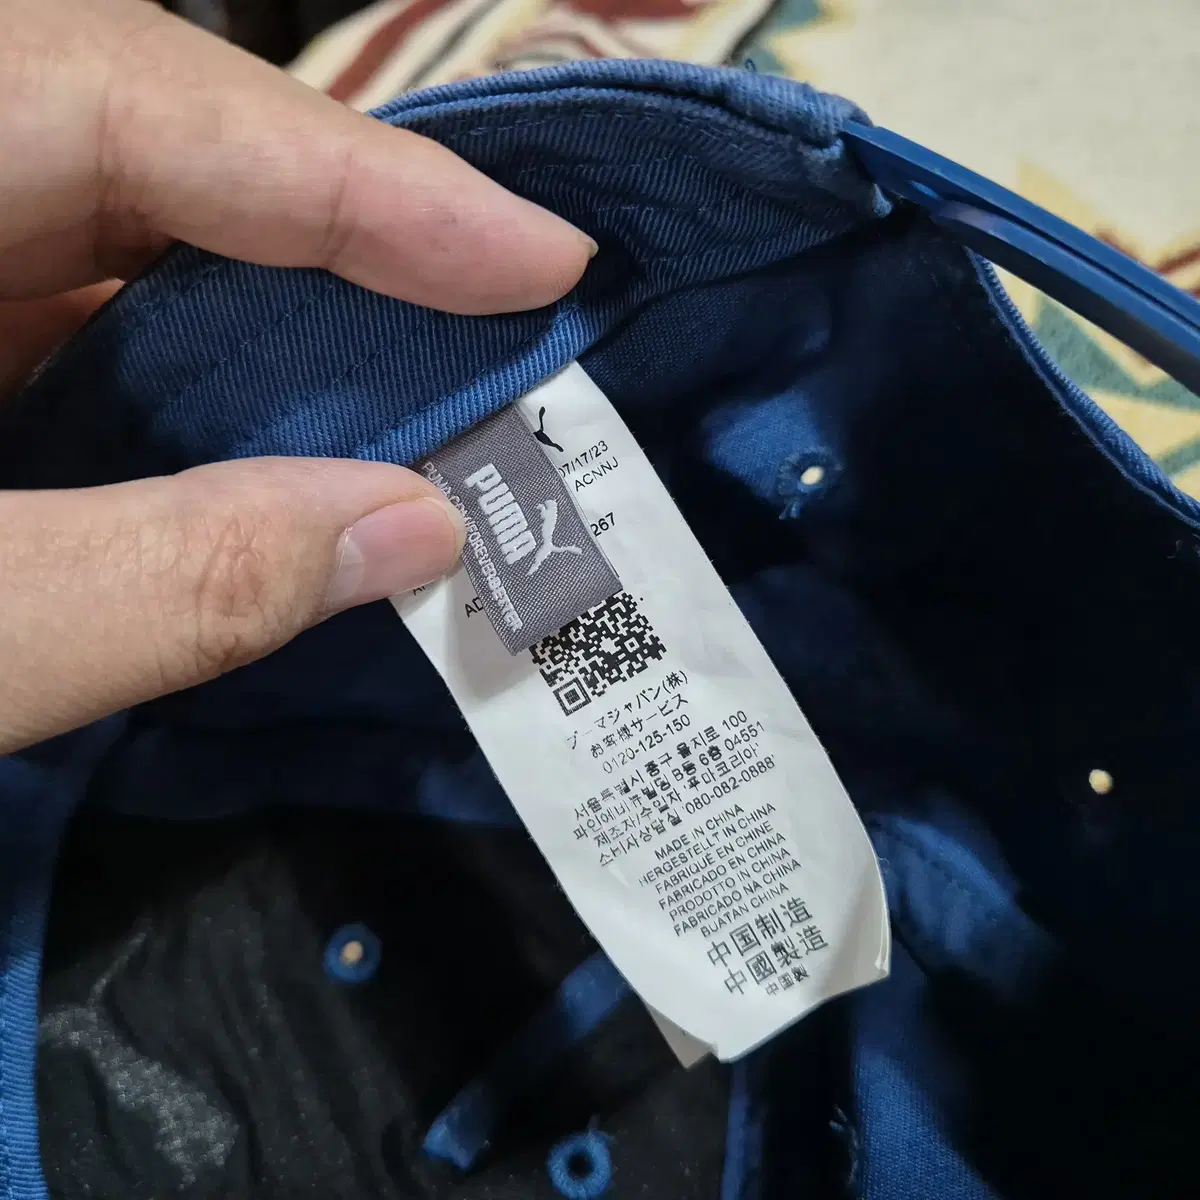 PUMA
PUMA.COM/FOREVERBETTER
07/17/23
ACNNJ
267
プーマジャパン(株)
お客様サービス
0120-125-150
서울특별시 중구 을지로 100
파인에비뉴빌딩 B동 6층 04551
제조자/수입자 '푸마코리아'
소비자상담실 '080-082-0888'
MADE IN CHINA
HERGESTELLT IN CHINA
FABRIQUÉ EN CHINE
FABRICADO EN CHINA
PRODOTTO IN CHINA
FABRICADO NA CHINA
BUATAN CHINA
中国制造
中國製造
中国製